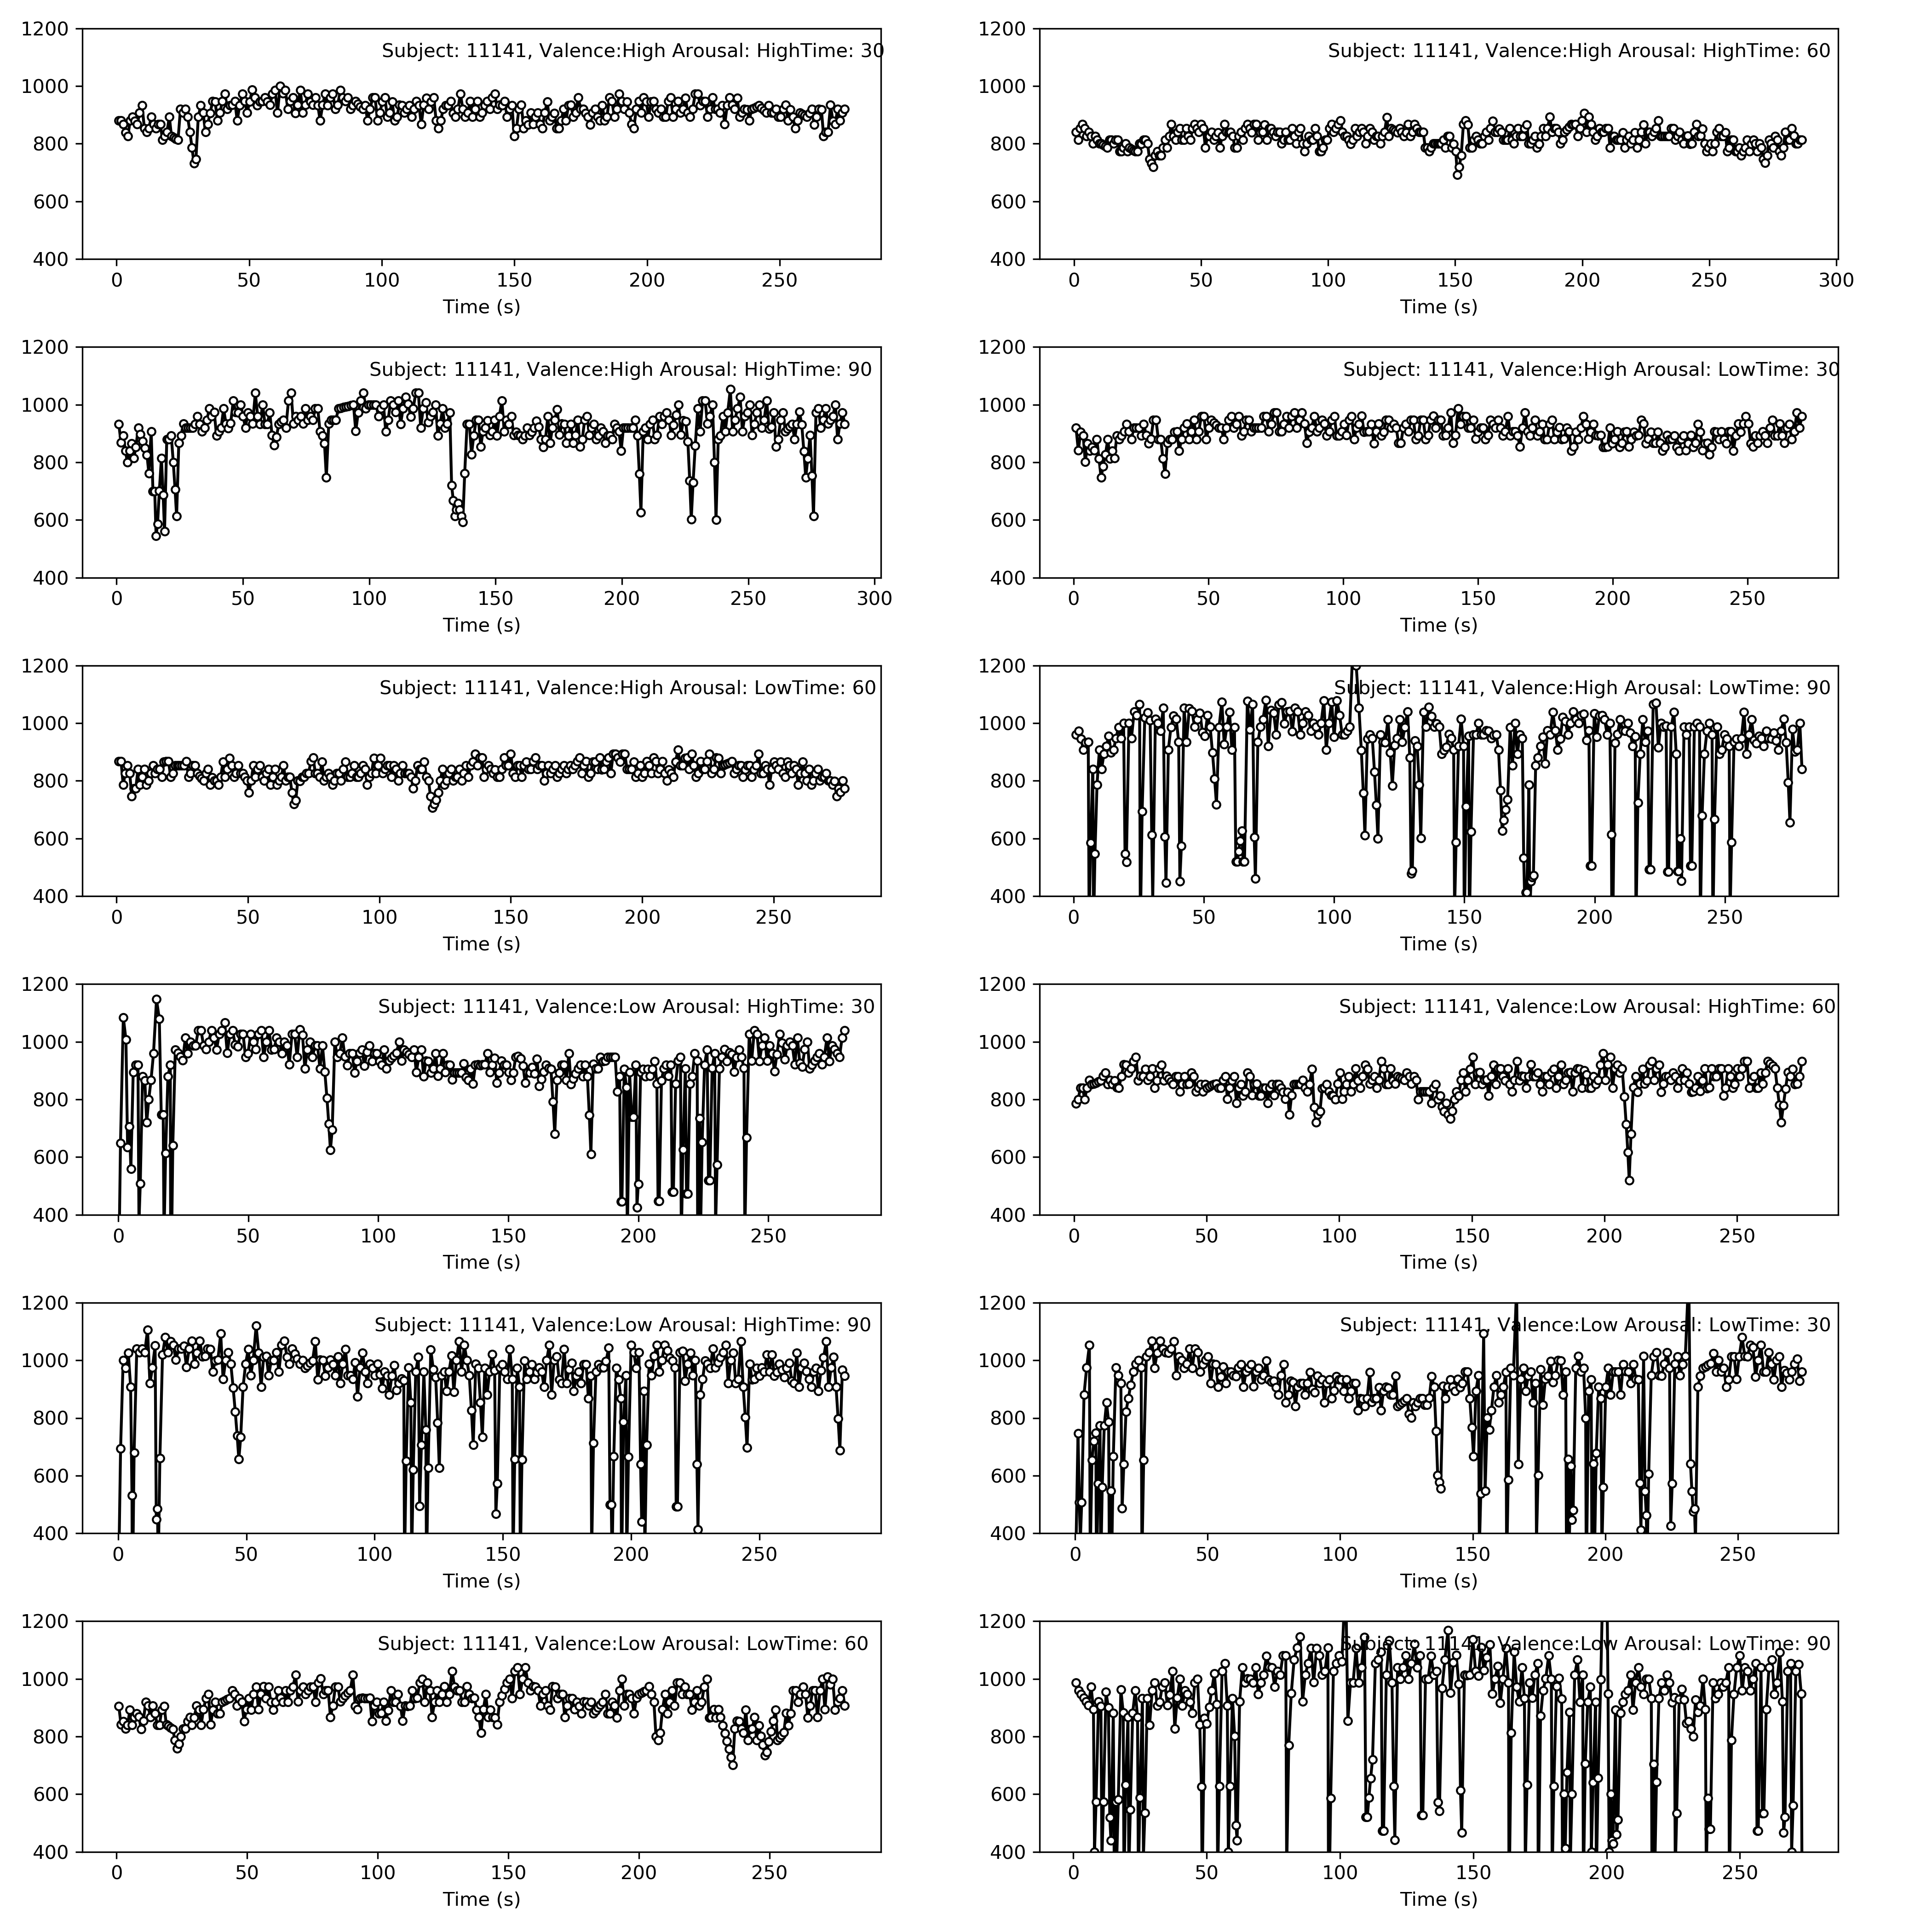 Subject: 11141, Valence:High Arousal: HighTime: 30
1200
1000
800
600
400
0 50 100 150 200 250
Time (s)
Subject: 11141, Valence:High Arousal: HighTime: 60
1200
1000
800
600
400
0 50 100 150 200 250 300
Time (s)
Subject: 11141, Valence:High Arousal: HighTime: 90
1200
1000
800
600
400
0 50 100 150 200 250 300
Time (s)
Subject: 11141, Valence:High Arousal: LowTime: 30
1200
1000
800
600
400
0 50 100 150 200 250
Time (s)
Subject: 11141, Valence:High Arousal: LowTime: 60
1200
1000
800
600
400
0 50 100 150 200 250
Time (s)
Subject: 11141, Valence:High Arousal: LowTime: 90
1200
1000
800
600
400
0 50 100 150 200 250
Time (s)
Subject: 11141, Valence:Low Arousal: HighTime: 30
1200
1000
800
600
400
0 50 100 150 200 250
Time (s)
Subject: 11141, Valence:Low Arousal: HighTime: 60
1200
1000
800
600
400
0 50 100 150 200 250
Time (s)
Subject: 11141, Valence:Low Arousal: HighTime: 90
1200
1000
800
600
400
0 50 100 150 200 250
Time (s)
Subject: 11141, Valence:Low Arousal: LowTime: 30
1200
1000
800
600
400
0 50 100 150 200 250
Time (s)
Subject: 11141, Valence:Low Arousal: LowTime: 60
1200
1000
800
600
400
0 50 100 150 200 250
Time (s)
Subject: 11141, Valence:Low Arousal: LowTime: 90
1200
1000
800
600
400
0 50 100 150 200 250
Time (s)